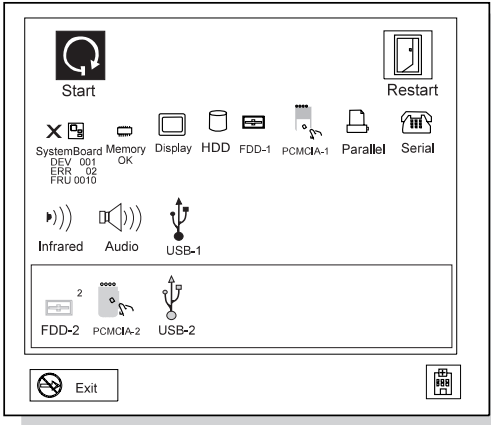 Start
Restart
X
SystemBoard
DEV 001
ERR 02
FRU 0010
Memory
OK
Display
HDD
FDD-1
PCMCIA-1
Parallel
Serial
Infrared
Audio
USB-1
2
FDD-2
PCMCIA-2
USB-2
Exit